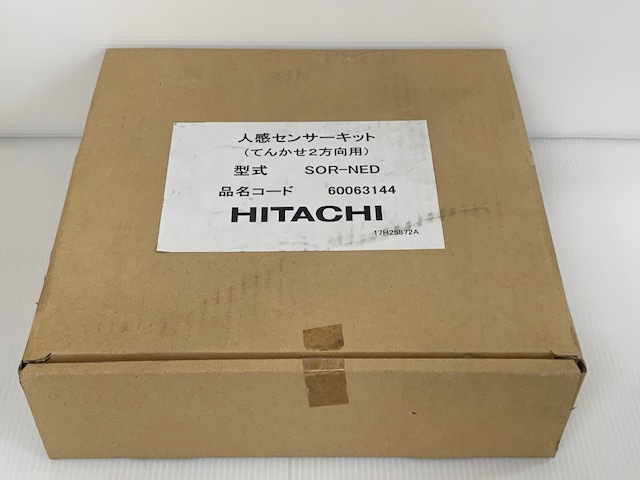 人感センサーキット
(てんかせ2方向用)
型式 SOR-NED
品名コード 60063144
HITACHI
17H25872A